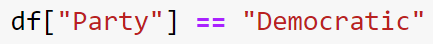 df["Party"] == "Democratic"